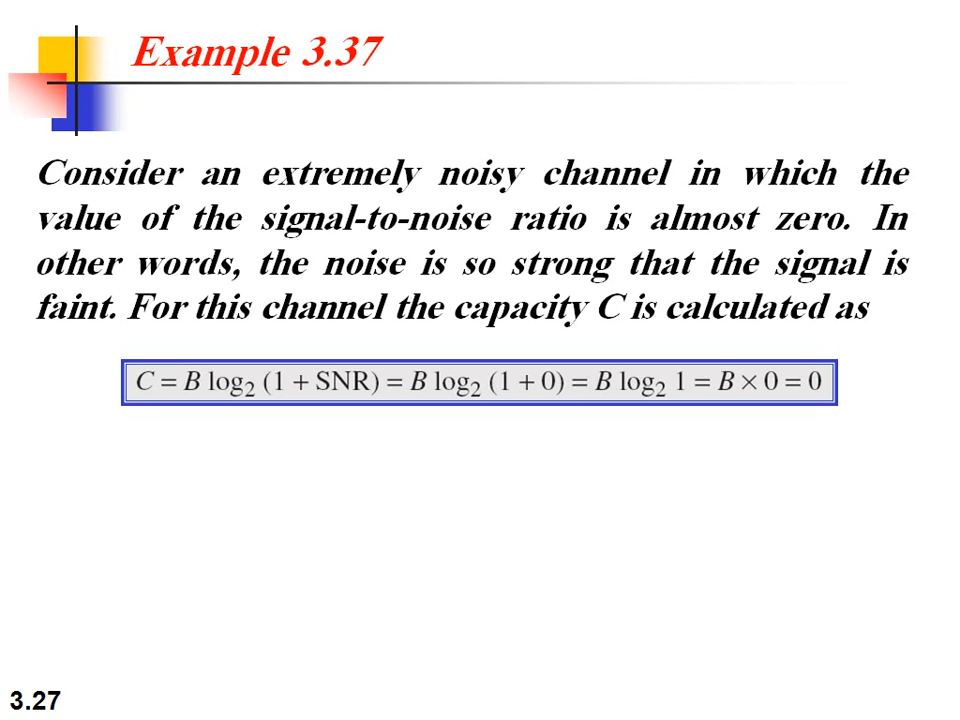 Example 3.37
Consider an extremely noisy channel in which the
value of the signal-to-noise ratio is almost zero. In
other words, the noise is so strong that the signal is
faint. For this channel the capacity C is calculated as
C = B log₂ (1 + SNR) = B log₂ (1 + 0) = B log₂ 1 = B × 0 = 0
3.27